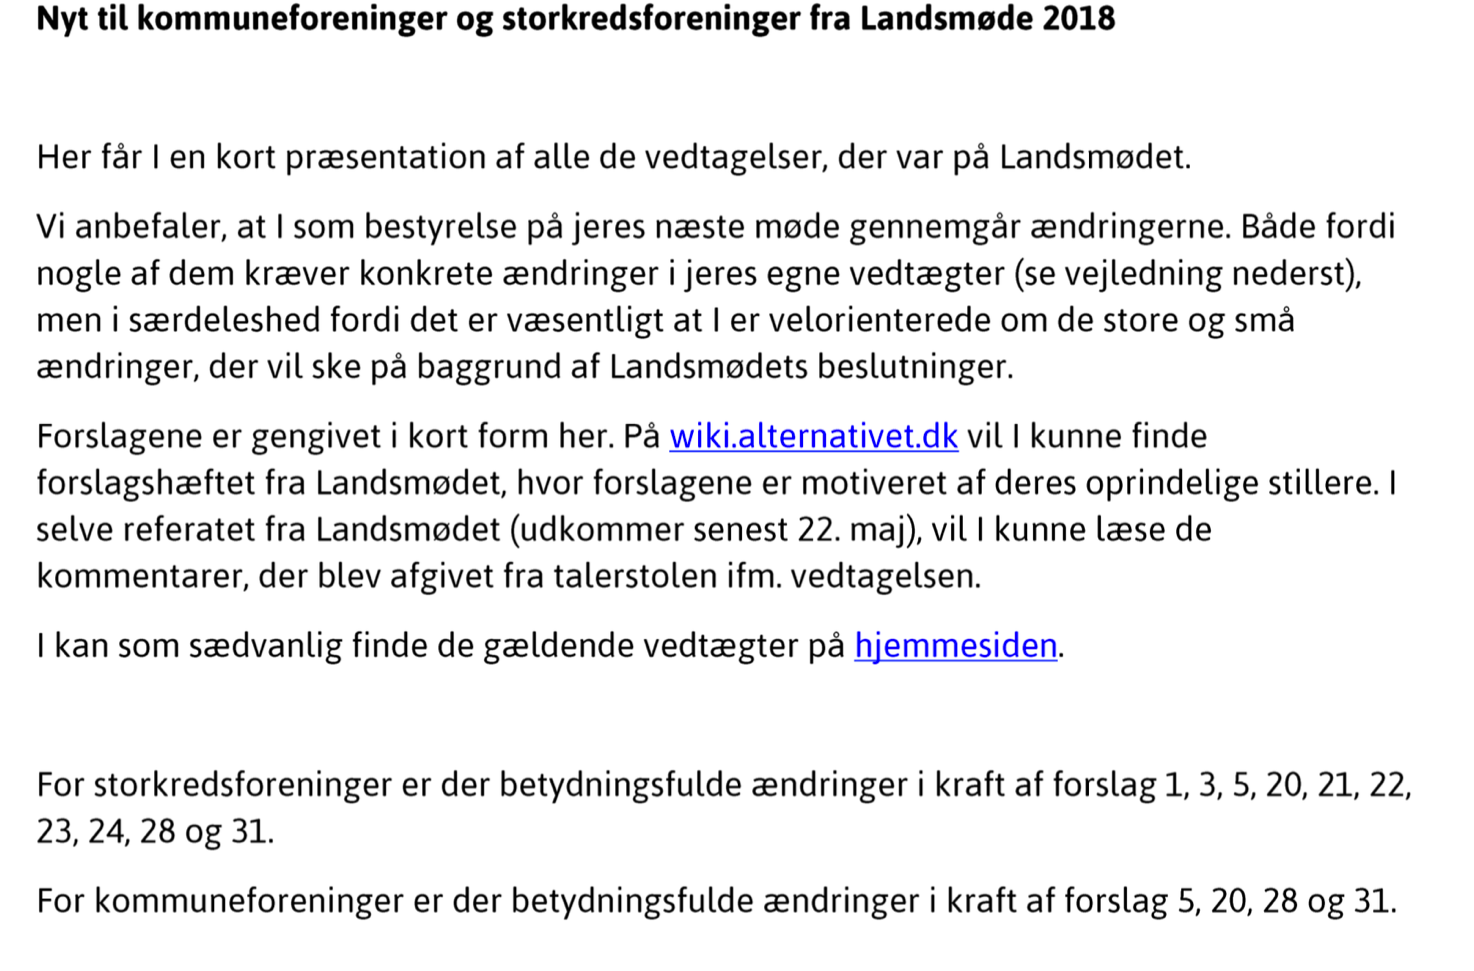 Nyt til kommuneforeninger og storkredsforeninger fra Landsmøde 2018
Her får I en kort præsentation af alle de vedtagelser, der var på Landsmødet.
Vi anbefaler, at I som bestyrelse på jeres næste møde gennemgår ændringerne. Både fordi
nogle af dem kræver konkrete ændringer i jeres egne vedtægter (se vejledning nederst),
men i særdeleshed fordi det er væsentligt at I er velorienterede om de store og små
ændringer, der vil ske på baggrund af Landsmødets beslutninger.
Forslagene er gengivet i kort form her. På wiki.alternativet.dk vil I kunne finde
forslagshæftet fra Landsmødet, hvor forslagene er motiveret af deres oprindelige stillere. I
selve referatet fra Landsmødet (udkommer senest 22. maj), vil I kunne læse de
kommentarer, der blev afgivet fra talerstolen ifm. vedtagelsen.
I kan som sædvanlig finde de gældende vedtægter på hjemmesiden.
For storkredsforeninger er der betydningsfulde ændringer i kraft af forslag 1, 3, 5, 20, 21, 22,
23, 24, 28 og 31.
For kommuneforeninger er der betydningsfulde ændringer i kraft af forslag 5, 20, 28 og 31.